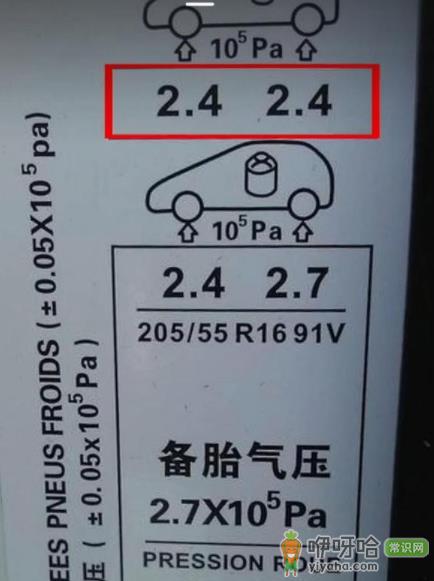 10⁵Pa
2.4 2.4
10⁵Pa
2.4 2.7
205/55 R16 91V
备胎气压
2.7X10⁵Pa
PRESSION
EES PNEUS FROIDS (±0.05X10⁵pa)
压 (±0.05x10⁵Pa)
咿呀哈 常识网
yiyaha.com